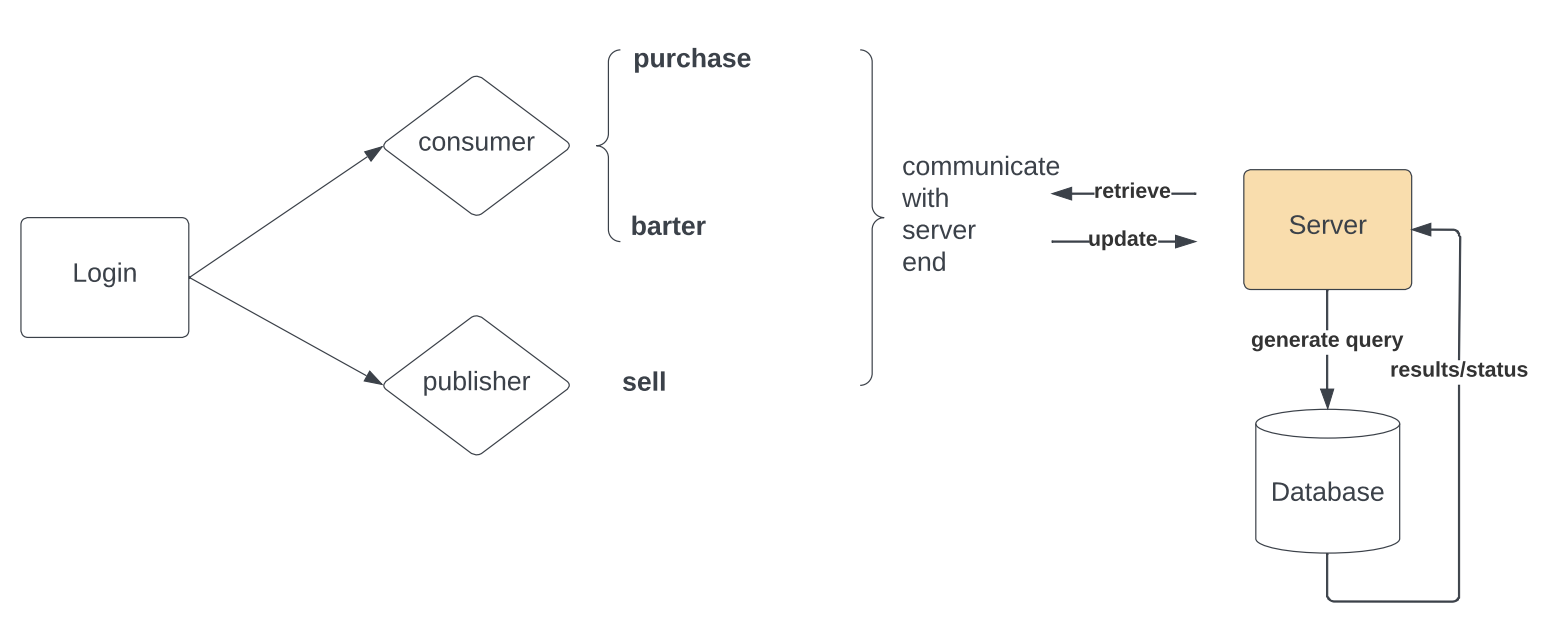 purchase
consumer
communicate
with
server
end
retrieve
update
barter
Server
Login
generate query
results/status
publisher
sell
Database